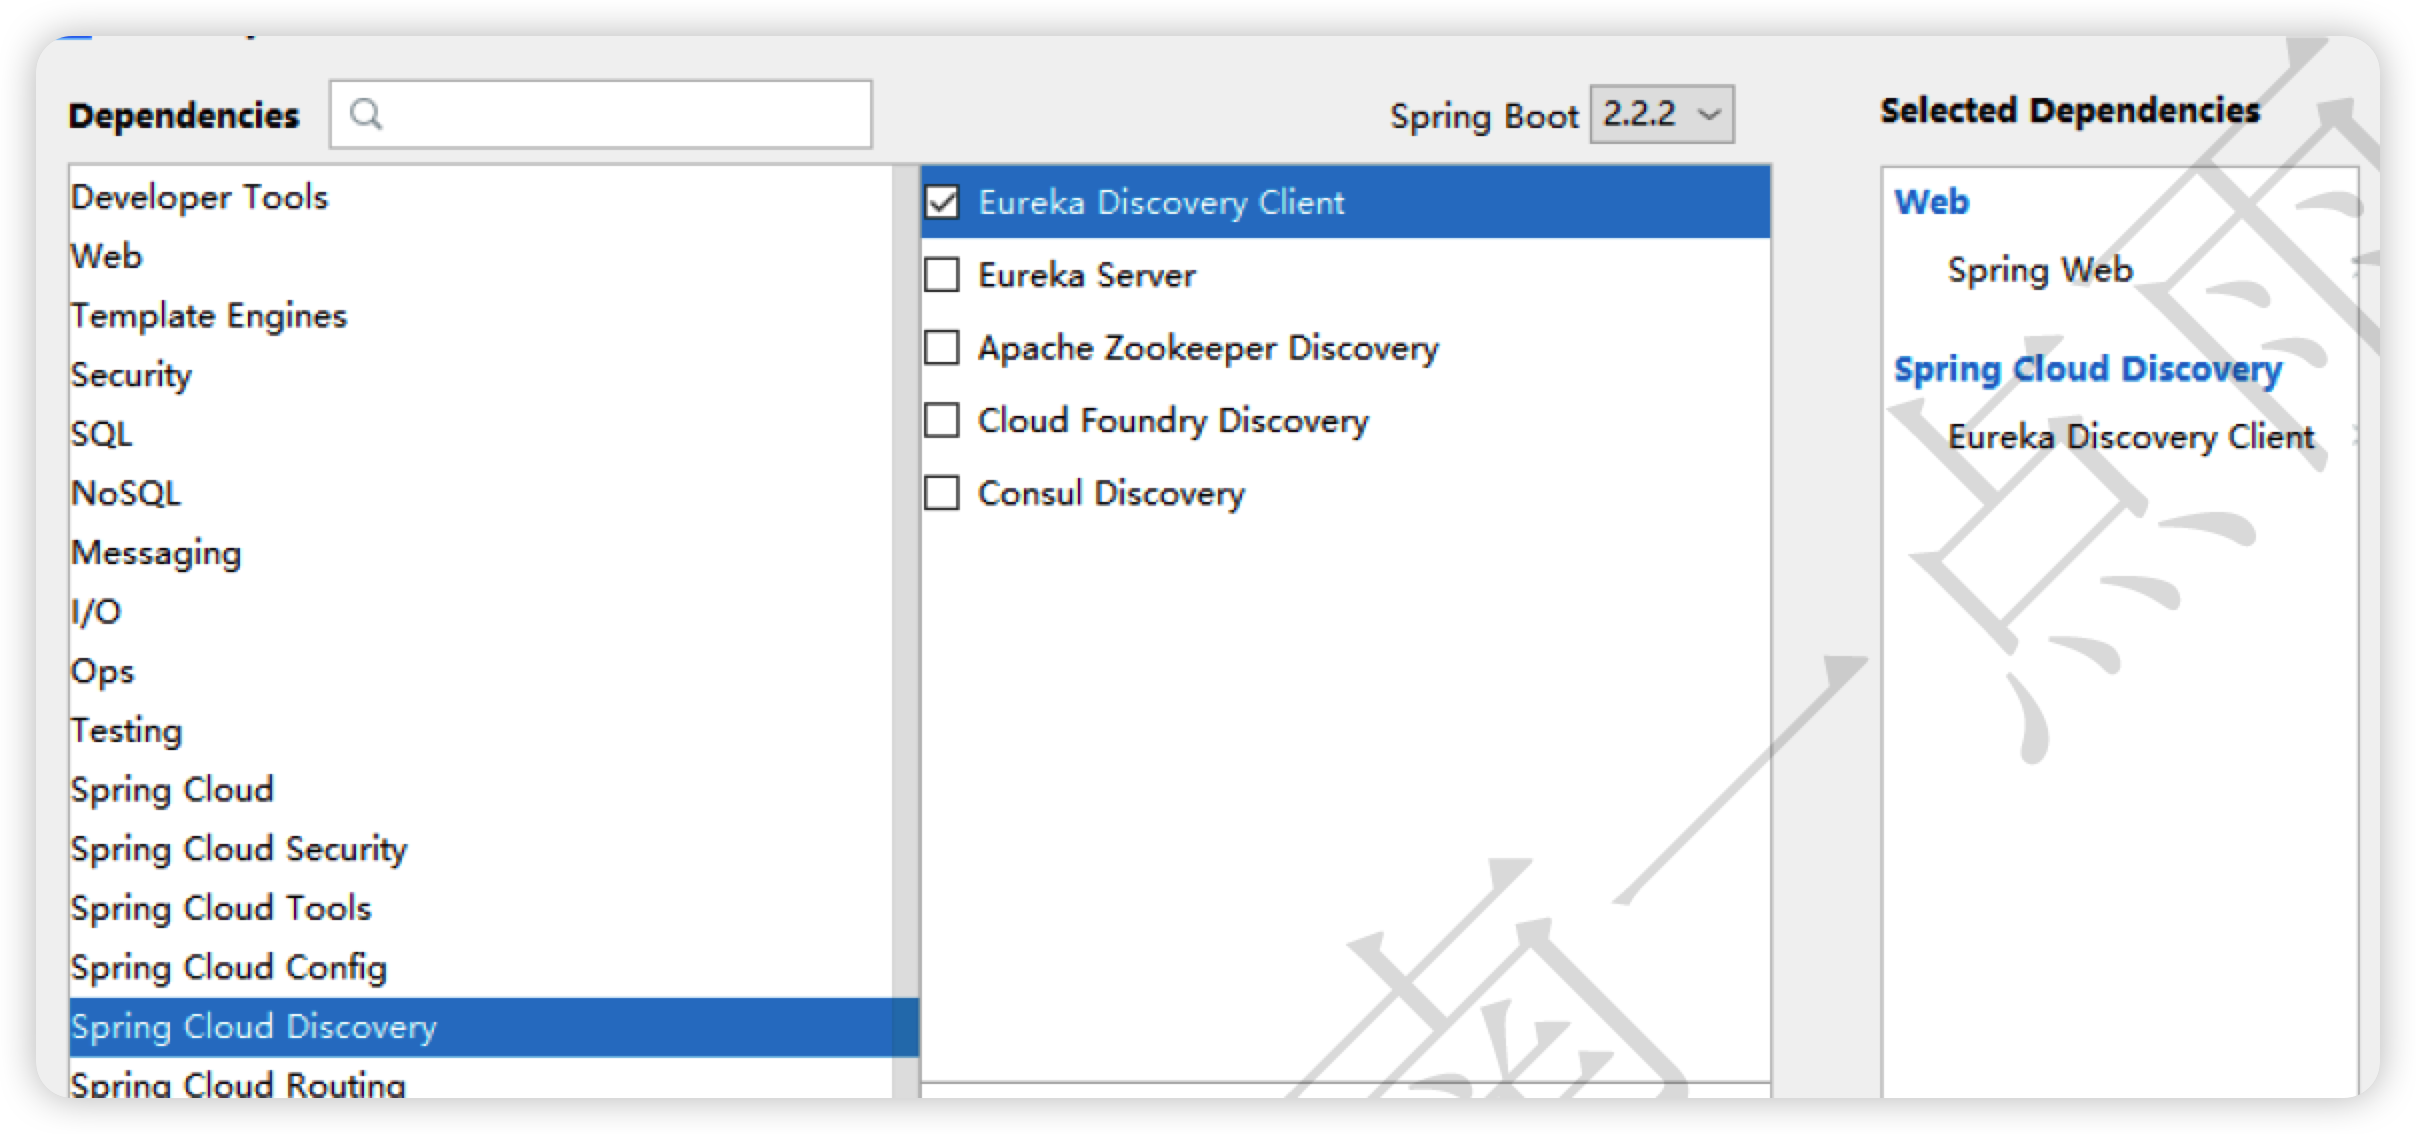 Dependencies
Spring Boot 2.2.2
Selected Dependencies
Developer Tools
Web
Template Engines
Security
SQL
NoSQL
Messaging
I/O
Ops
Testing
Spring Cloud
Spring Cloud Security
Spring Cloud Tools
Spring Cloud Config
Spring Cloud Discovery
Spring Cloud Routing
Eureka Discovery Client
Eureka Server
Apache Zookeeper Discovery
Cloud Foundry Discovery
Consul Discovery
Web
Spring Web
Spring Cloud Discovery
Eureka Discovery Client